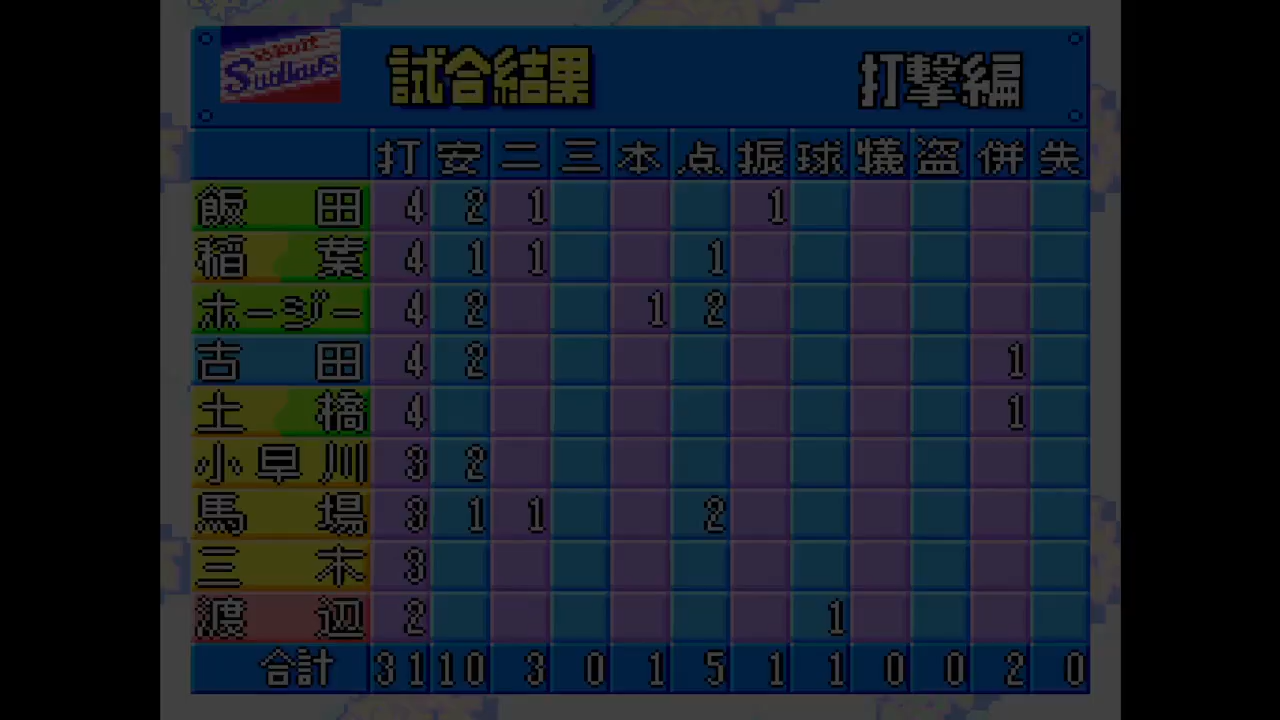 Swallows 試合結果 打撃編
打 安 二 三 本 点 振 球 犠 盗 併 失
飯田 4 2 1 1
稲葉 4 1 1 1
ホージー 4 2 1 2
古田 4 2 1
土橋 4 1
小早川 3 2
馬場 3 1 1 2
三木 3
渡辺 2 1
合計 31 10 3 0 1 5 1 1 0 0 2 0